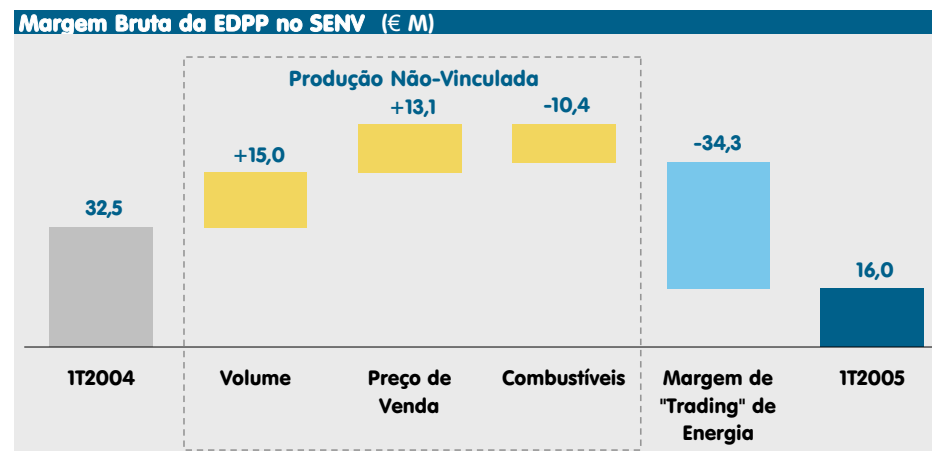 Margem Bruta da EDPP no SENV (€ M)
Produção Não-Vinculada
+13,1
-10,4
+15,0
-34,3
32,5
16,0
1T2004
Volume
Preço de
Venda
Combustíveis
Margem de
"Trading" de
Energia
1T2005